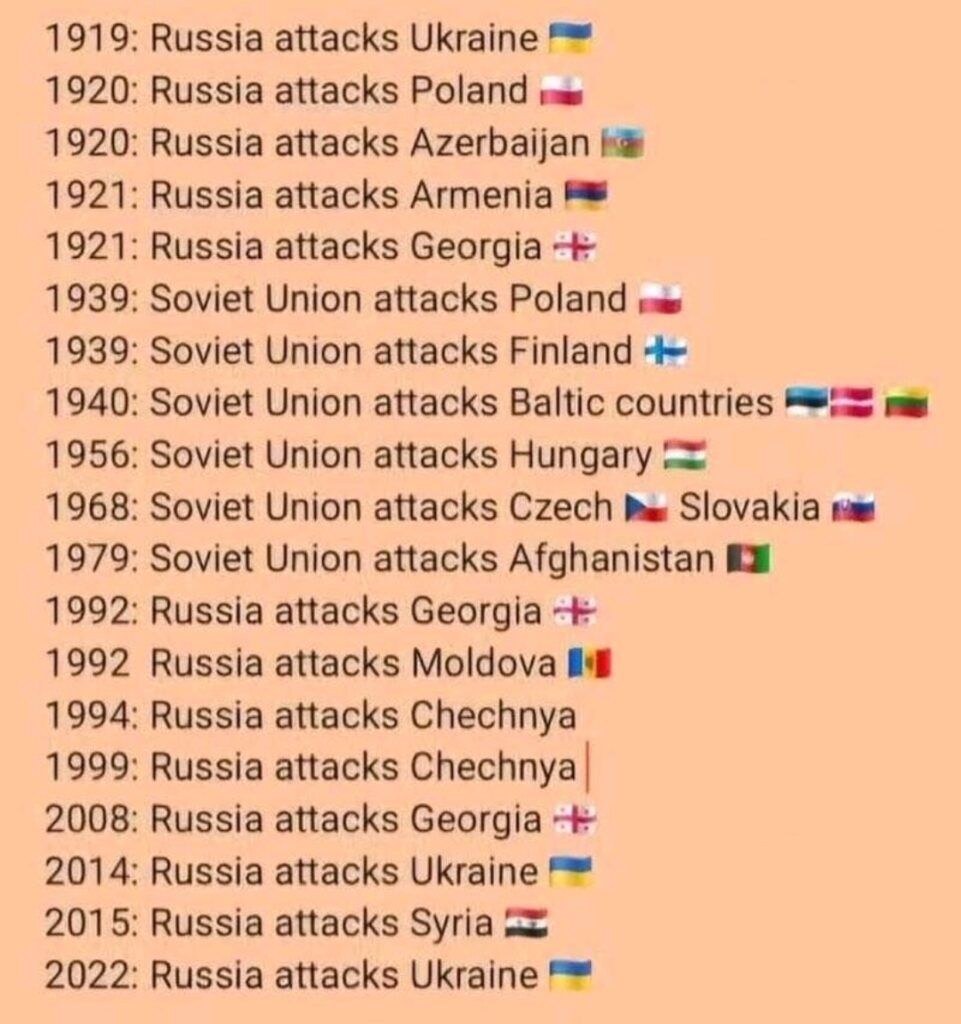 1919: Russia attacks Ukraine 🇺🇦
1920: Russia attacks Poland 🇵🇱
1920: Russia attacks Azerbaijan 🇦🇿
1921: Russia attacks Armenia 🇦🇲
1921: Russia attacks Georgia 🇬🇪
1939: Soviet Union attacks Poland 🇵🇱
1939: Soviet Union attacks Finland 🇫🇮
1940: Soviet Union attacks Baltic countries 🇪🇪🇱🇻 🇱🇹
1956: Soviet Union attacks Hungary 🇭🇺
1968: Soviet Union attacks Czech 🇨🇿 Slovakia 🇸🇰
1979: Soviet Union attacks Afghanistan 🇦🇫
1992: Russia attacks Georgia 🇬🇪
1992  Russia attacks Moldova 🇲🇩
1994: Russia attacks Chechnya
1999: Russia attacks Chechnya
2008: Russia attacks Georgia 🇬🇪
2014: Russia attacks Ukraine 🇺🇦
2015: Russia attacks Syria 🇸🇾
2022: Russia attacks Ukraine 🇺🇦